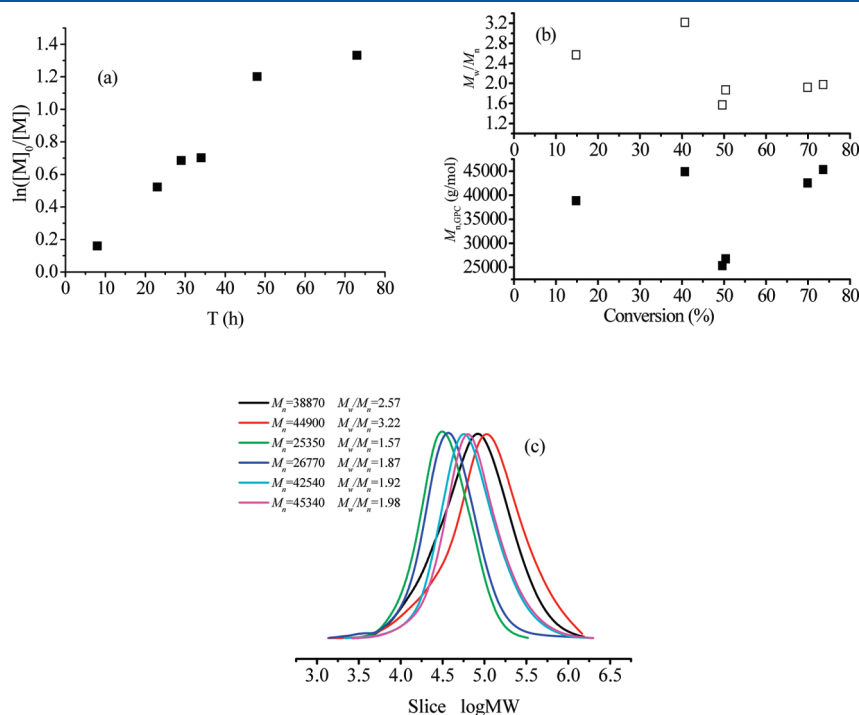 (a)
1.4
1.2
1.0
0.8
0.6
0.4
0.2
0.0
ln([M]0/[M])
0 10 20 30 40 50 60 70 80
T (h)
(b)
3.2
2.8
2.4
2.0
1.6
1.2
Mw/Mn
0 10 20 30 40 50 60 70 80
45000
40000
35000
30000
25000
Mn,GPC (g/mol)
0 10 20 30 40 50 60 70 80
Conversion (%)
Mn=38870 Mw/Mn=2.57
Mn=44900 Mw/Mn=3.22
Mn=25350 Mw/Mn=1.57
Mn=26770 Mw/Mn=1.87
Mn=42540 Mw/Mn=1.92
Mn=45340 Mw/Mn=1.98
(c)
3.0 3.5 4.0 4.5 5.0 5.5 6.0 6.5
Slice logMW